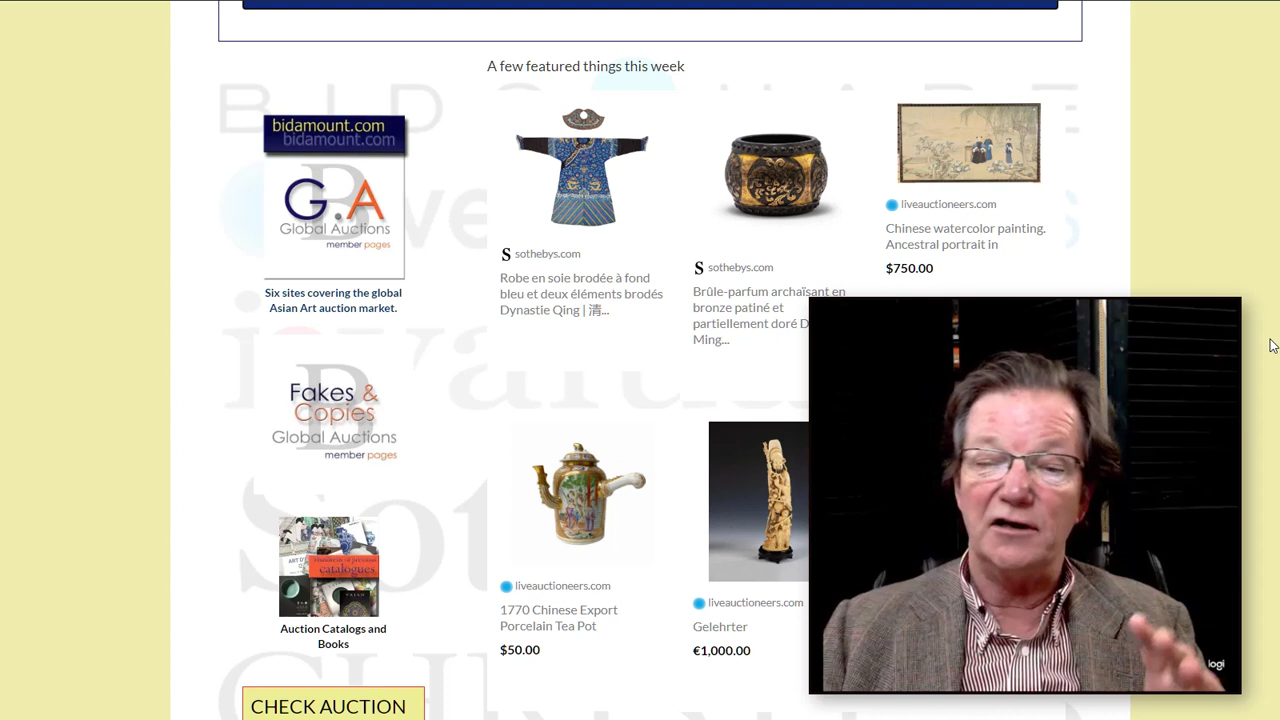 A few featured things this week
bidamount.com
bidamount.com
G.A
Global Auctions
member pages
Six sites covering the global
Asian Art auction market.
Fakes &
Copies
Global Auctions
member pages
catalogues
Auction Catalogs and
Books
CHECK AUCTION
S sothebys.com
Robe en soie brodée à fond
bleu et deux éléments brodés
Dynastie Qing | 清...
S sothebys.com
Brûle-parfum archaïsant en
bronze patiné et
partiellement doré D
Ming...
liveauctioneers.com
Chinese watercolor painting.
Ancestral portrait in
$750.00
liveauctioneers.com
1770 Chinese Export
Porcelain Tea Pot
$50.00
liveauctioneers.com
Gelehrter
€1,000.00
logi